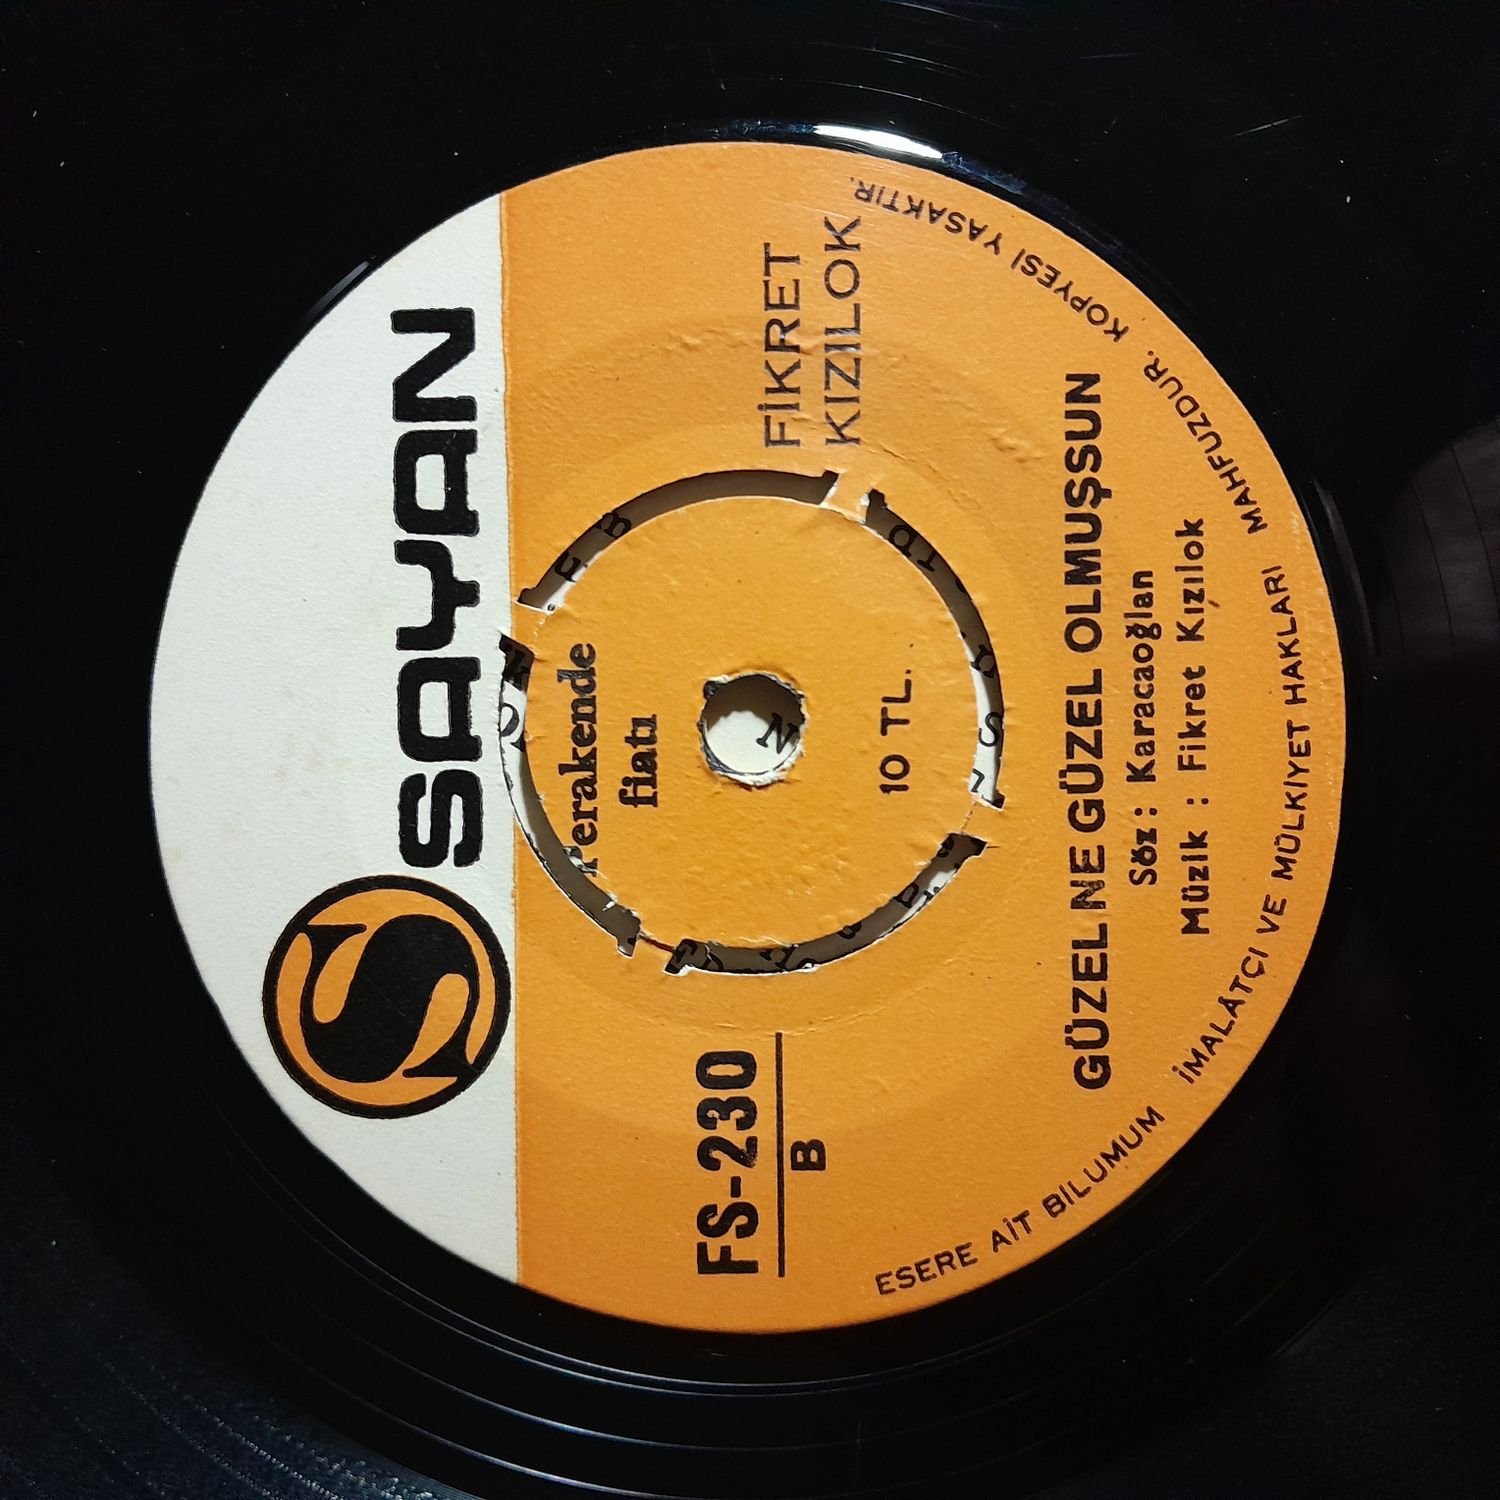 SAYAN
Perakende
fiatı
FİKRET
KIZILOK
FS-230
B
10 TL.
GÜZEL NE GÜZEL OLMUŞSUN
Söz : Karacaoğlan
Müzik : Fikret Kızılok
ESERE AİT BİLUMUM İMALÂTÇI VE MÜLKİYET HAKLARI MAHFUZDUR. KOPYESİ YASAKTIR.